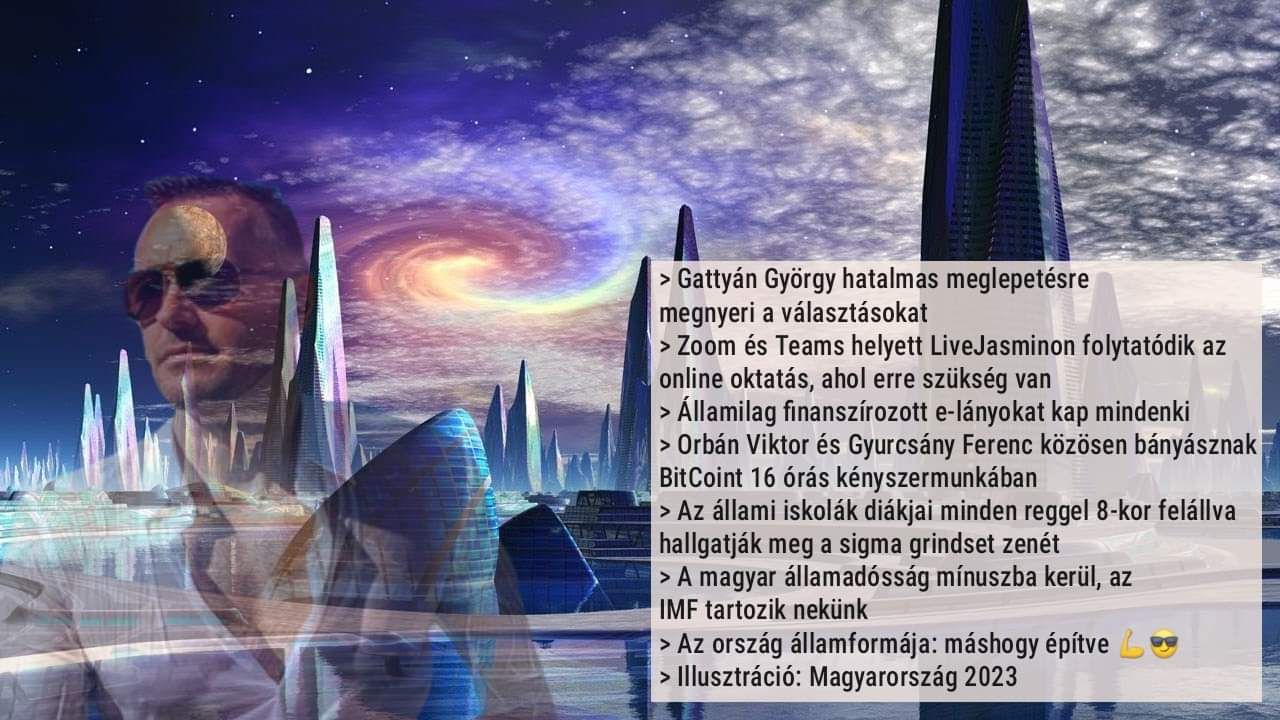 > Gattyán György hatalmas meglepetésre
megnyeri a választásokat
> Zoom és Teams helyett LiveJasminon folytatódik az
online oktatás, ahol erre szükség van
> Államilag finanszírozott e-lányokat kap mindenki
> Orbán Viktor és Gyurcsány Ferenc közösen bányásznak
BitCoint 16 órás kényszermunkában
> Az állami iskolák diákjai minden reggel 8-kor felállva
hallgatják meg a sigma grindset zenét
> A magyar államadósság mínuszba kerül, az
IMF tartozik nekünk
> Az ország államformája: máshogy építve 💪😎
> Illusztráció: Magyarország 2023